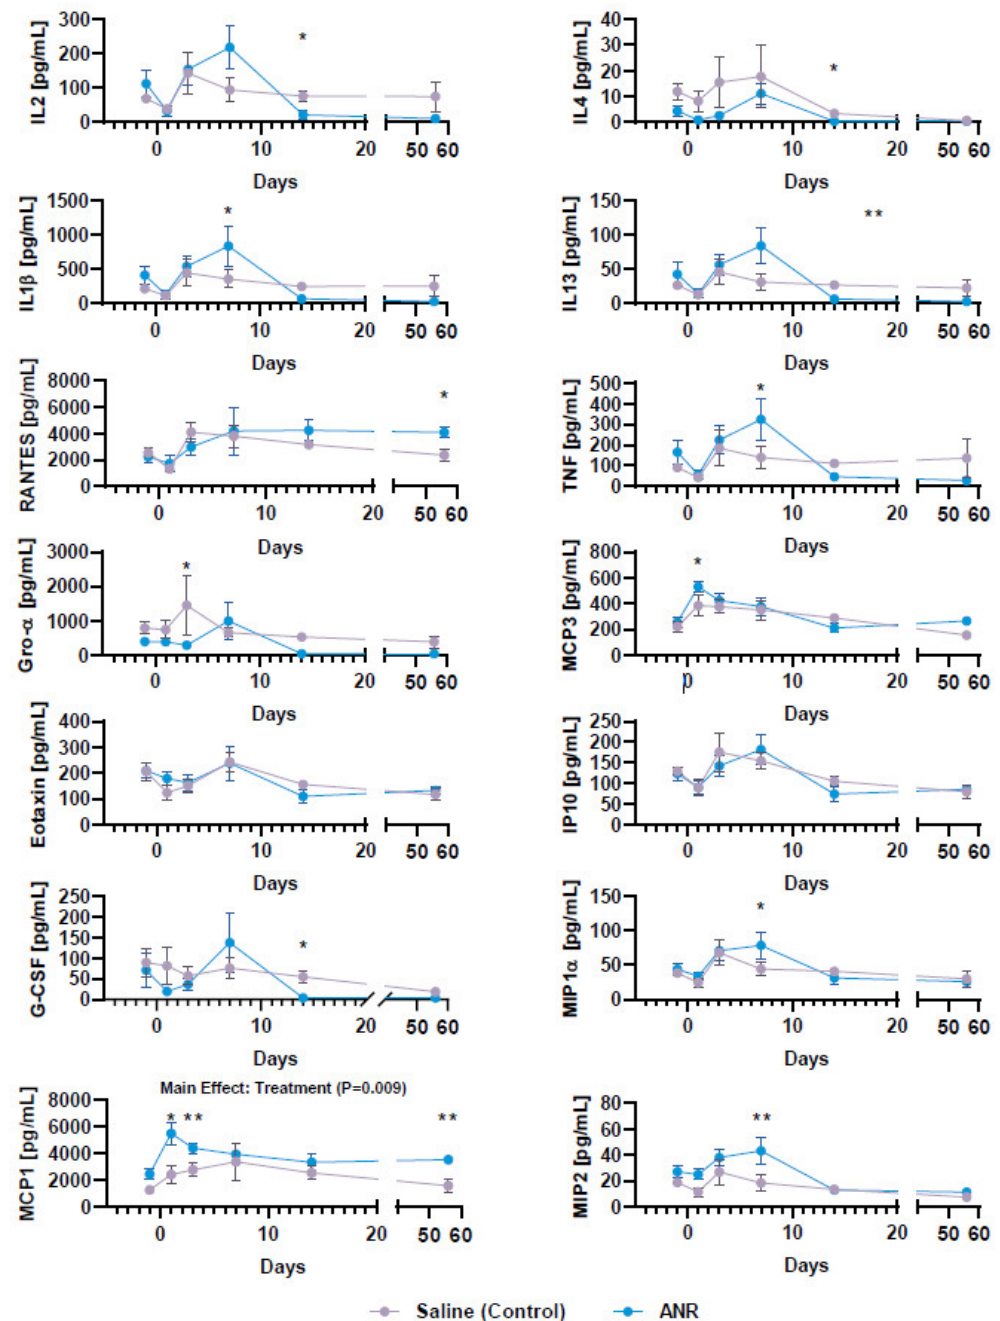 IL2 [pg/mL]
300
200
100
0
*
0 10 20 50 60
Days
IL4 [pg/mL]
40
30
20
10
0
*
0 10 20 50 60
Days
IL1β [pg/mL]
1500
1000
500
0
*
0 10 20 50 60
Days
IL13 [pg/mL]
150
100
50
0
**
0 10 20 50 60
Days
RANTES [pg/mL]
8000
6000
4000
2000
0
*
0 10 20 50 60
Days
TNF [pg/mL]
500
400
300
200
100
0
*
0 10 20 50 60
Days
Gro-α [pg/mL]
3000
2000
1000
0
*
0 10 20 50 60
Days
MCP3 [pg/mL]
800
600
400
200
0
*
0 10 20 50 60
Days
Eotaxin [pg/mL]
400
300
200
100
0
0 10 20 50 60
Days
IP10 [pg/mL]
250
200
150
100
50
0
0 10 20 50 60
Days
G-CSF [pg/mL]
250
200
150
100
50
0
*
0 10 20 50 60
Days
MIP1α [pg/mL]
150
100
50
0
*
0 10 20 50 60
Days
Main Effect: Treatment (P=0.009)
MCP1 [pg/mL]
8000
6000
4000
2000
0
* ** **
0 10 20 50 60
Days
MIP2 [pg/mL]
80
60
40
20
0
**
0 10 20 50 60
Days
Saline (Control) ANR